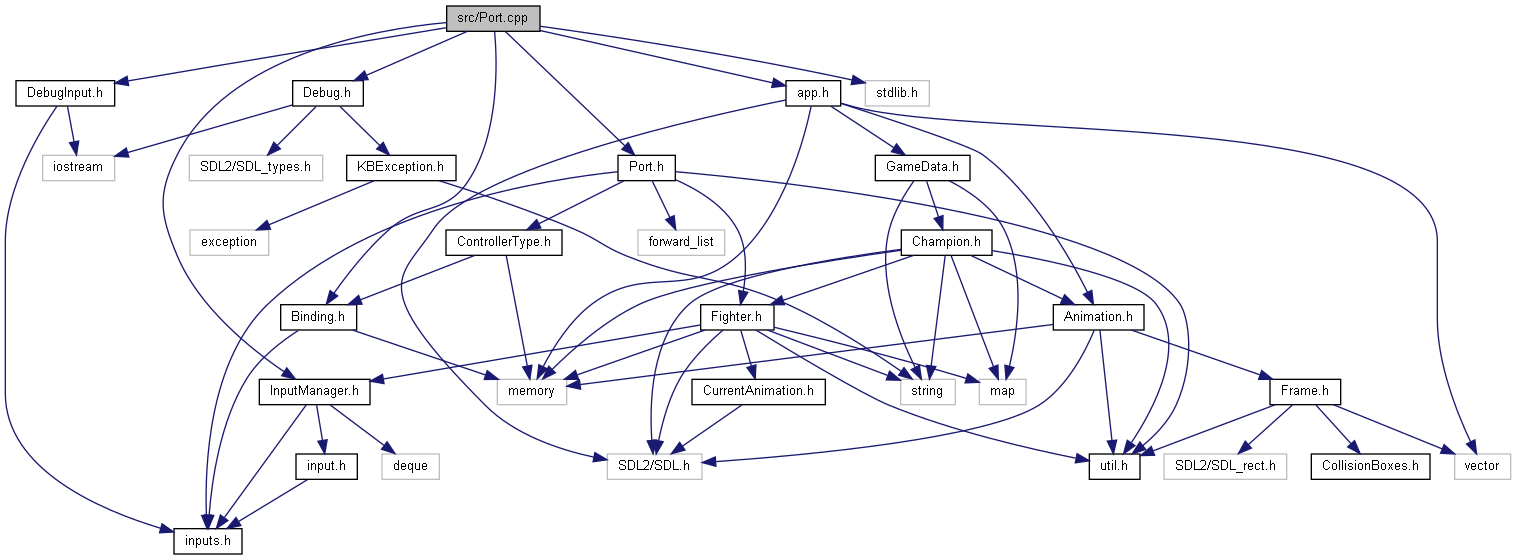 src/Port.cpp
DebugInput.h
Debug.h
app.h
stdlib.h
iostream
SDL2/SDL_types.h
KBException.h
Port.h
GameData.h
exception
ControllerType.h
forward_list
Champion.h
Binding.h
Fighter.h
Animation.h
InputManager.h
memory
CurrentAnimation.h
string
map
Frame.h
input.h
deque
SDL2/SDL.h
util.h
SDL2/SDL_rect.h
CollisionBoxes.h
vector
inputs.h